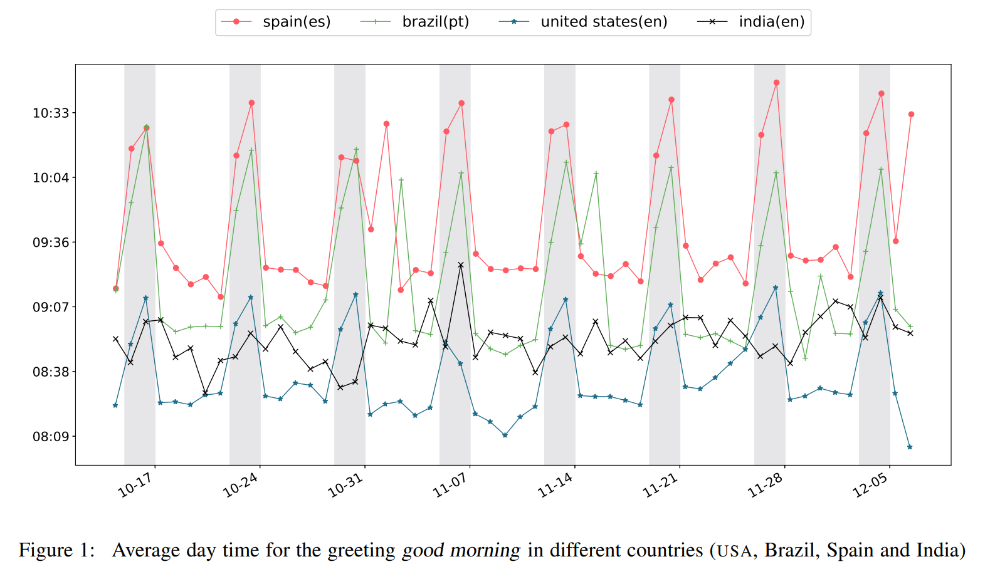 spain(es) brazil(pt) united states(en) india(en)
10:33
10:04
09:36
09:07
08:38
08:09
10-17 10-24 10-31 11-07 11-14 11-21 11-28 12-05
Figure 1: Average day time for the greeting good morning in different countries (USA, Brazil, Spain and India)